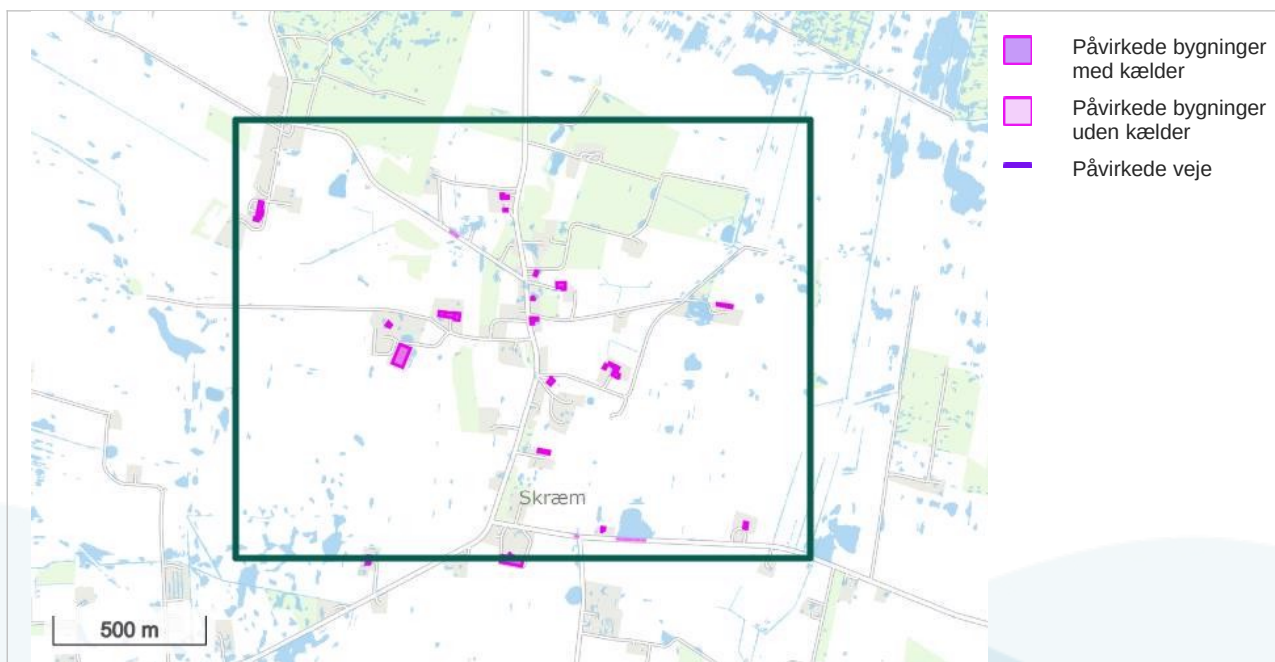 Påvirkede bygninger
med kælder
Påvirkede bygninger
uden kælder
Påvirkede veje
Skræm
500 m